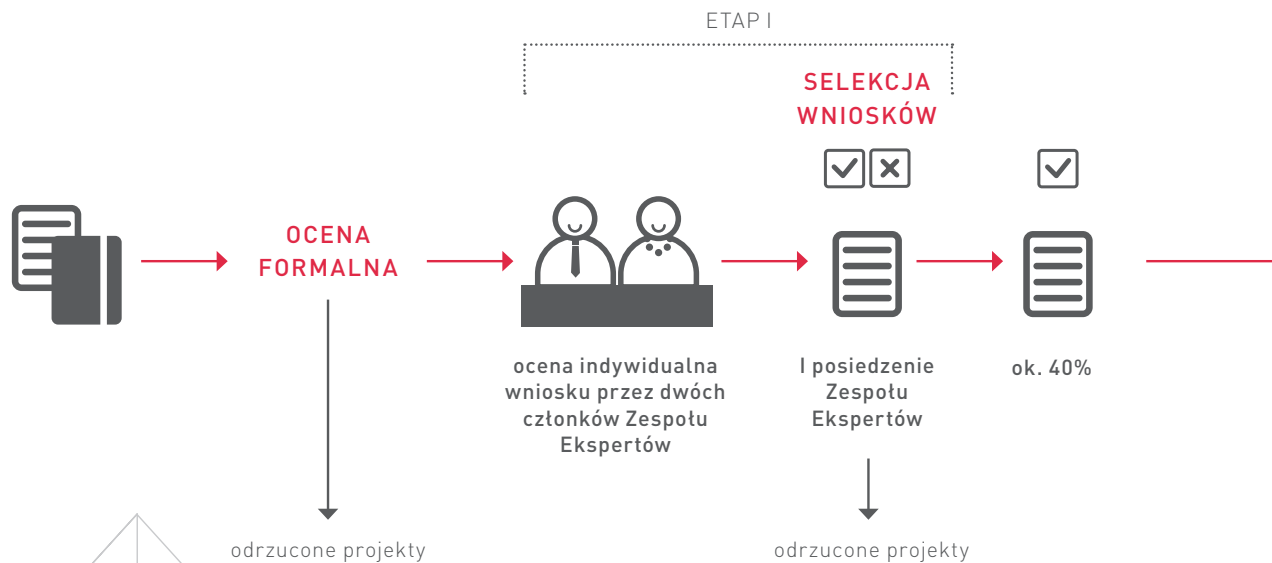 ETAP I
SELEKCJA
WNIOSKÓW
OCENA
FORMALNA
ocena indywidualna
wniosku przez dwóch
członków Zespołu
Ekspertów
I posiedzenie
Zespołu
Ekspertów
ok. 40%
odrzucone projekty
odrzucone projekty